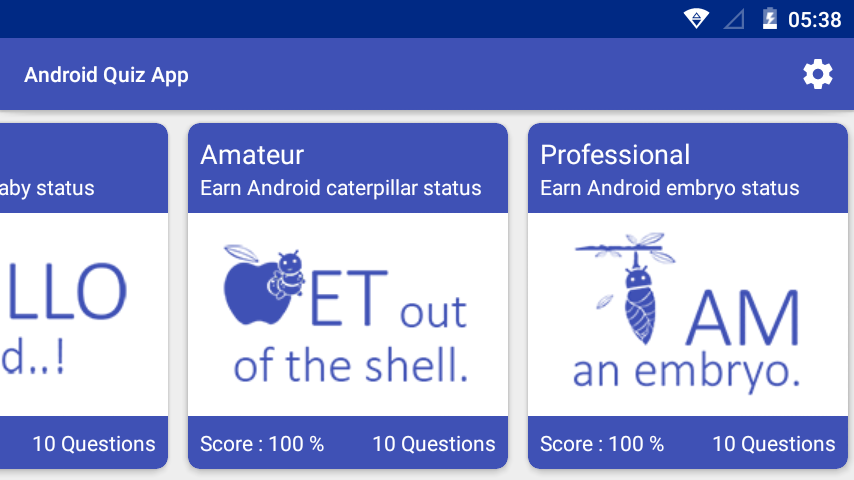 05:38
Android Quiz App
aby status
LLO
d..!
10 Questions
Amateur
Earn Android caterpillar status
ET out
of the shell.
Score : 100 %
10 Questions
Professional
Earn Android embryo status
AM
an embryo.
Score : 100 %
10 Questions